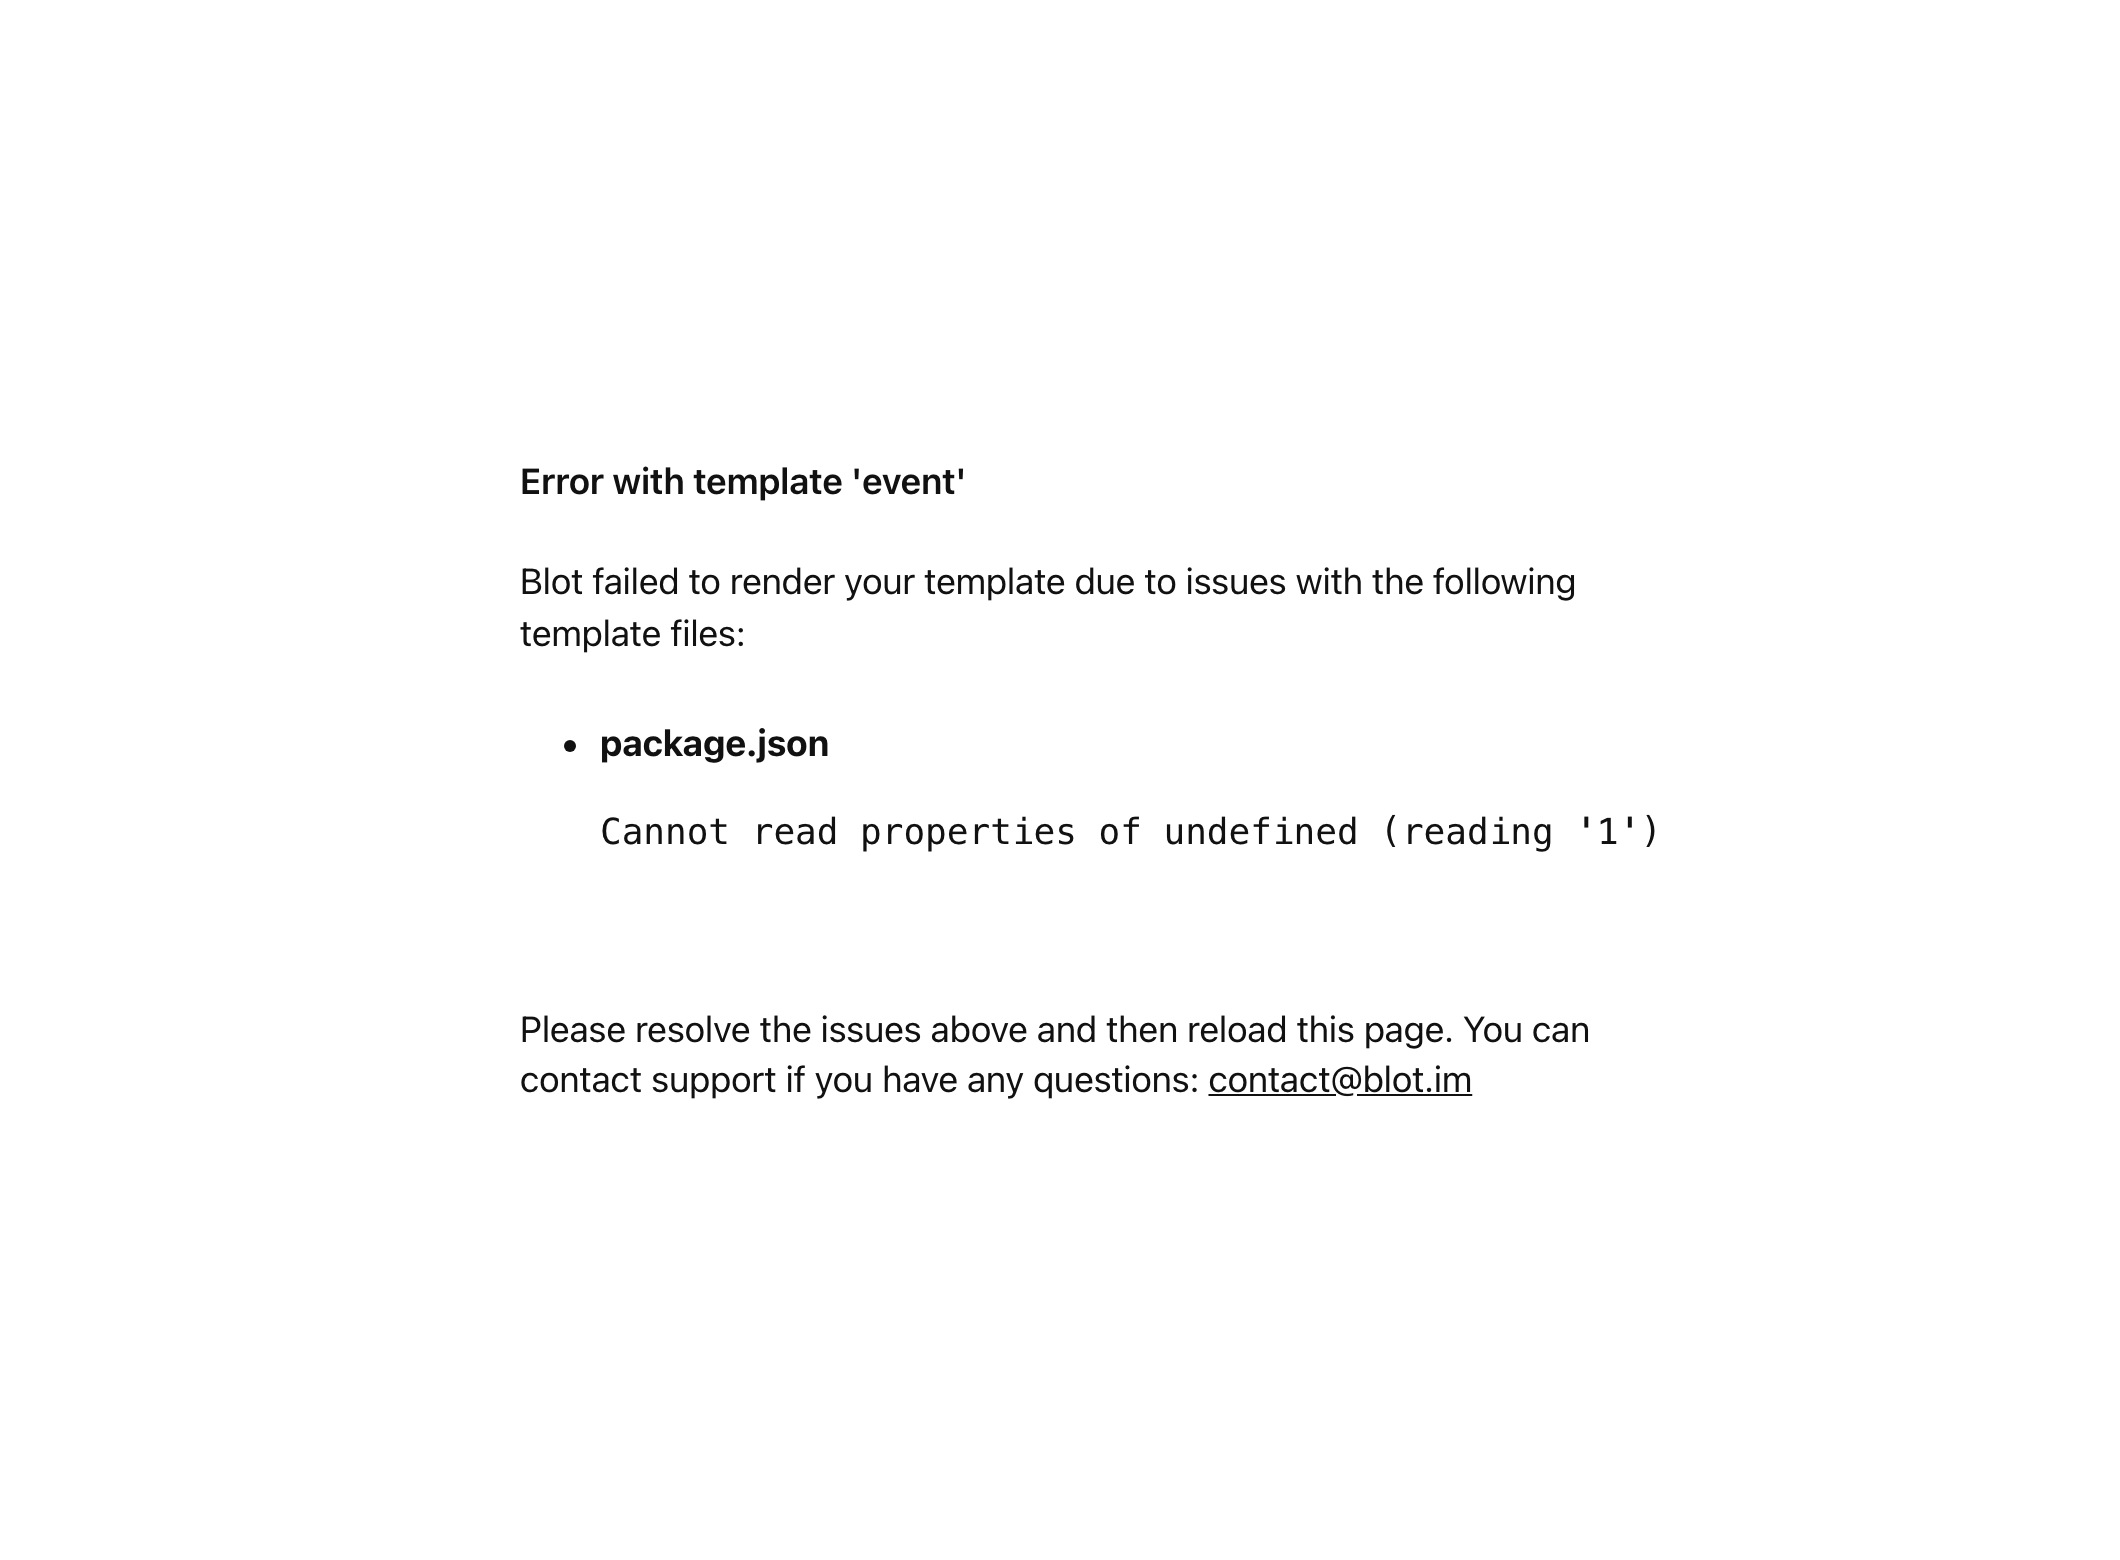 Error with template 'event'
Blot failed to render your template due to issues with the following
template files:
• package.json
Cannot read properties of undefined (reading '1')
Please resolve the issues above and then reload this page. You can
contact support if you have any questions: contact@blot.im